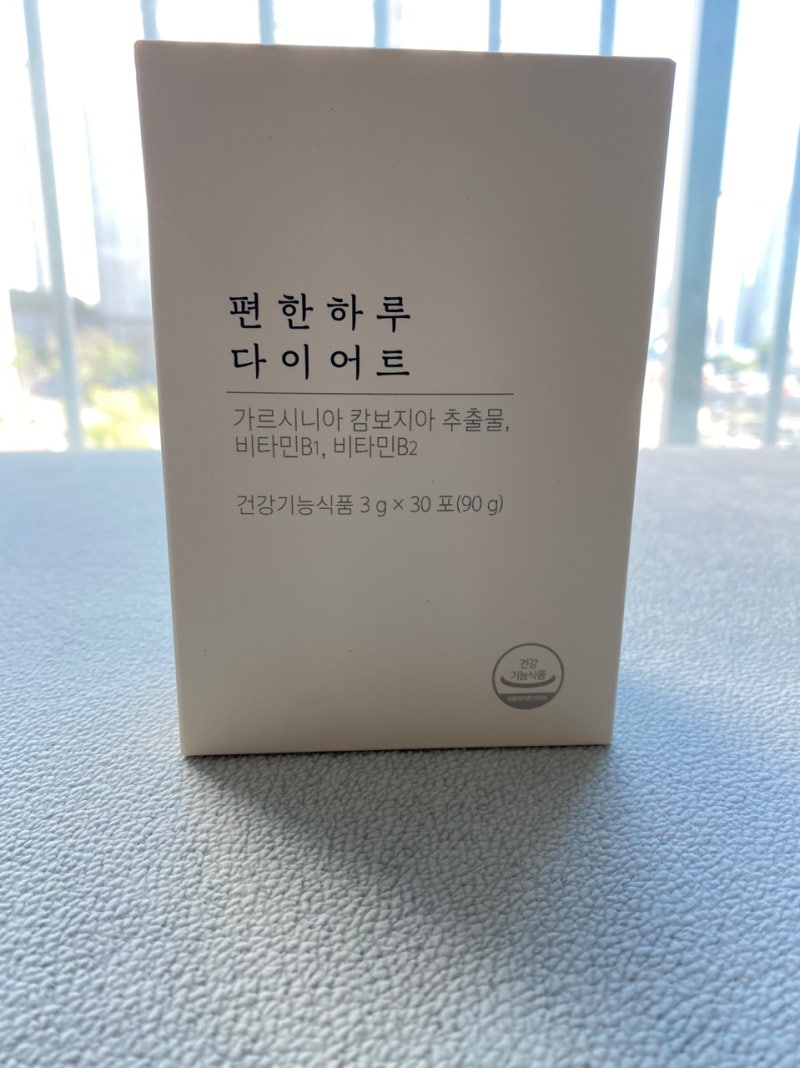 편한하루
다이어트
가르시니아 캄보지아 추출물,
비타민B1, 비타민B2
건강기능식품 3 g × 30 포(90 g)
건강
기능식품